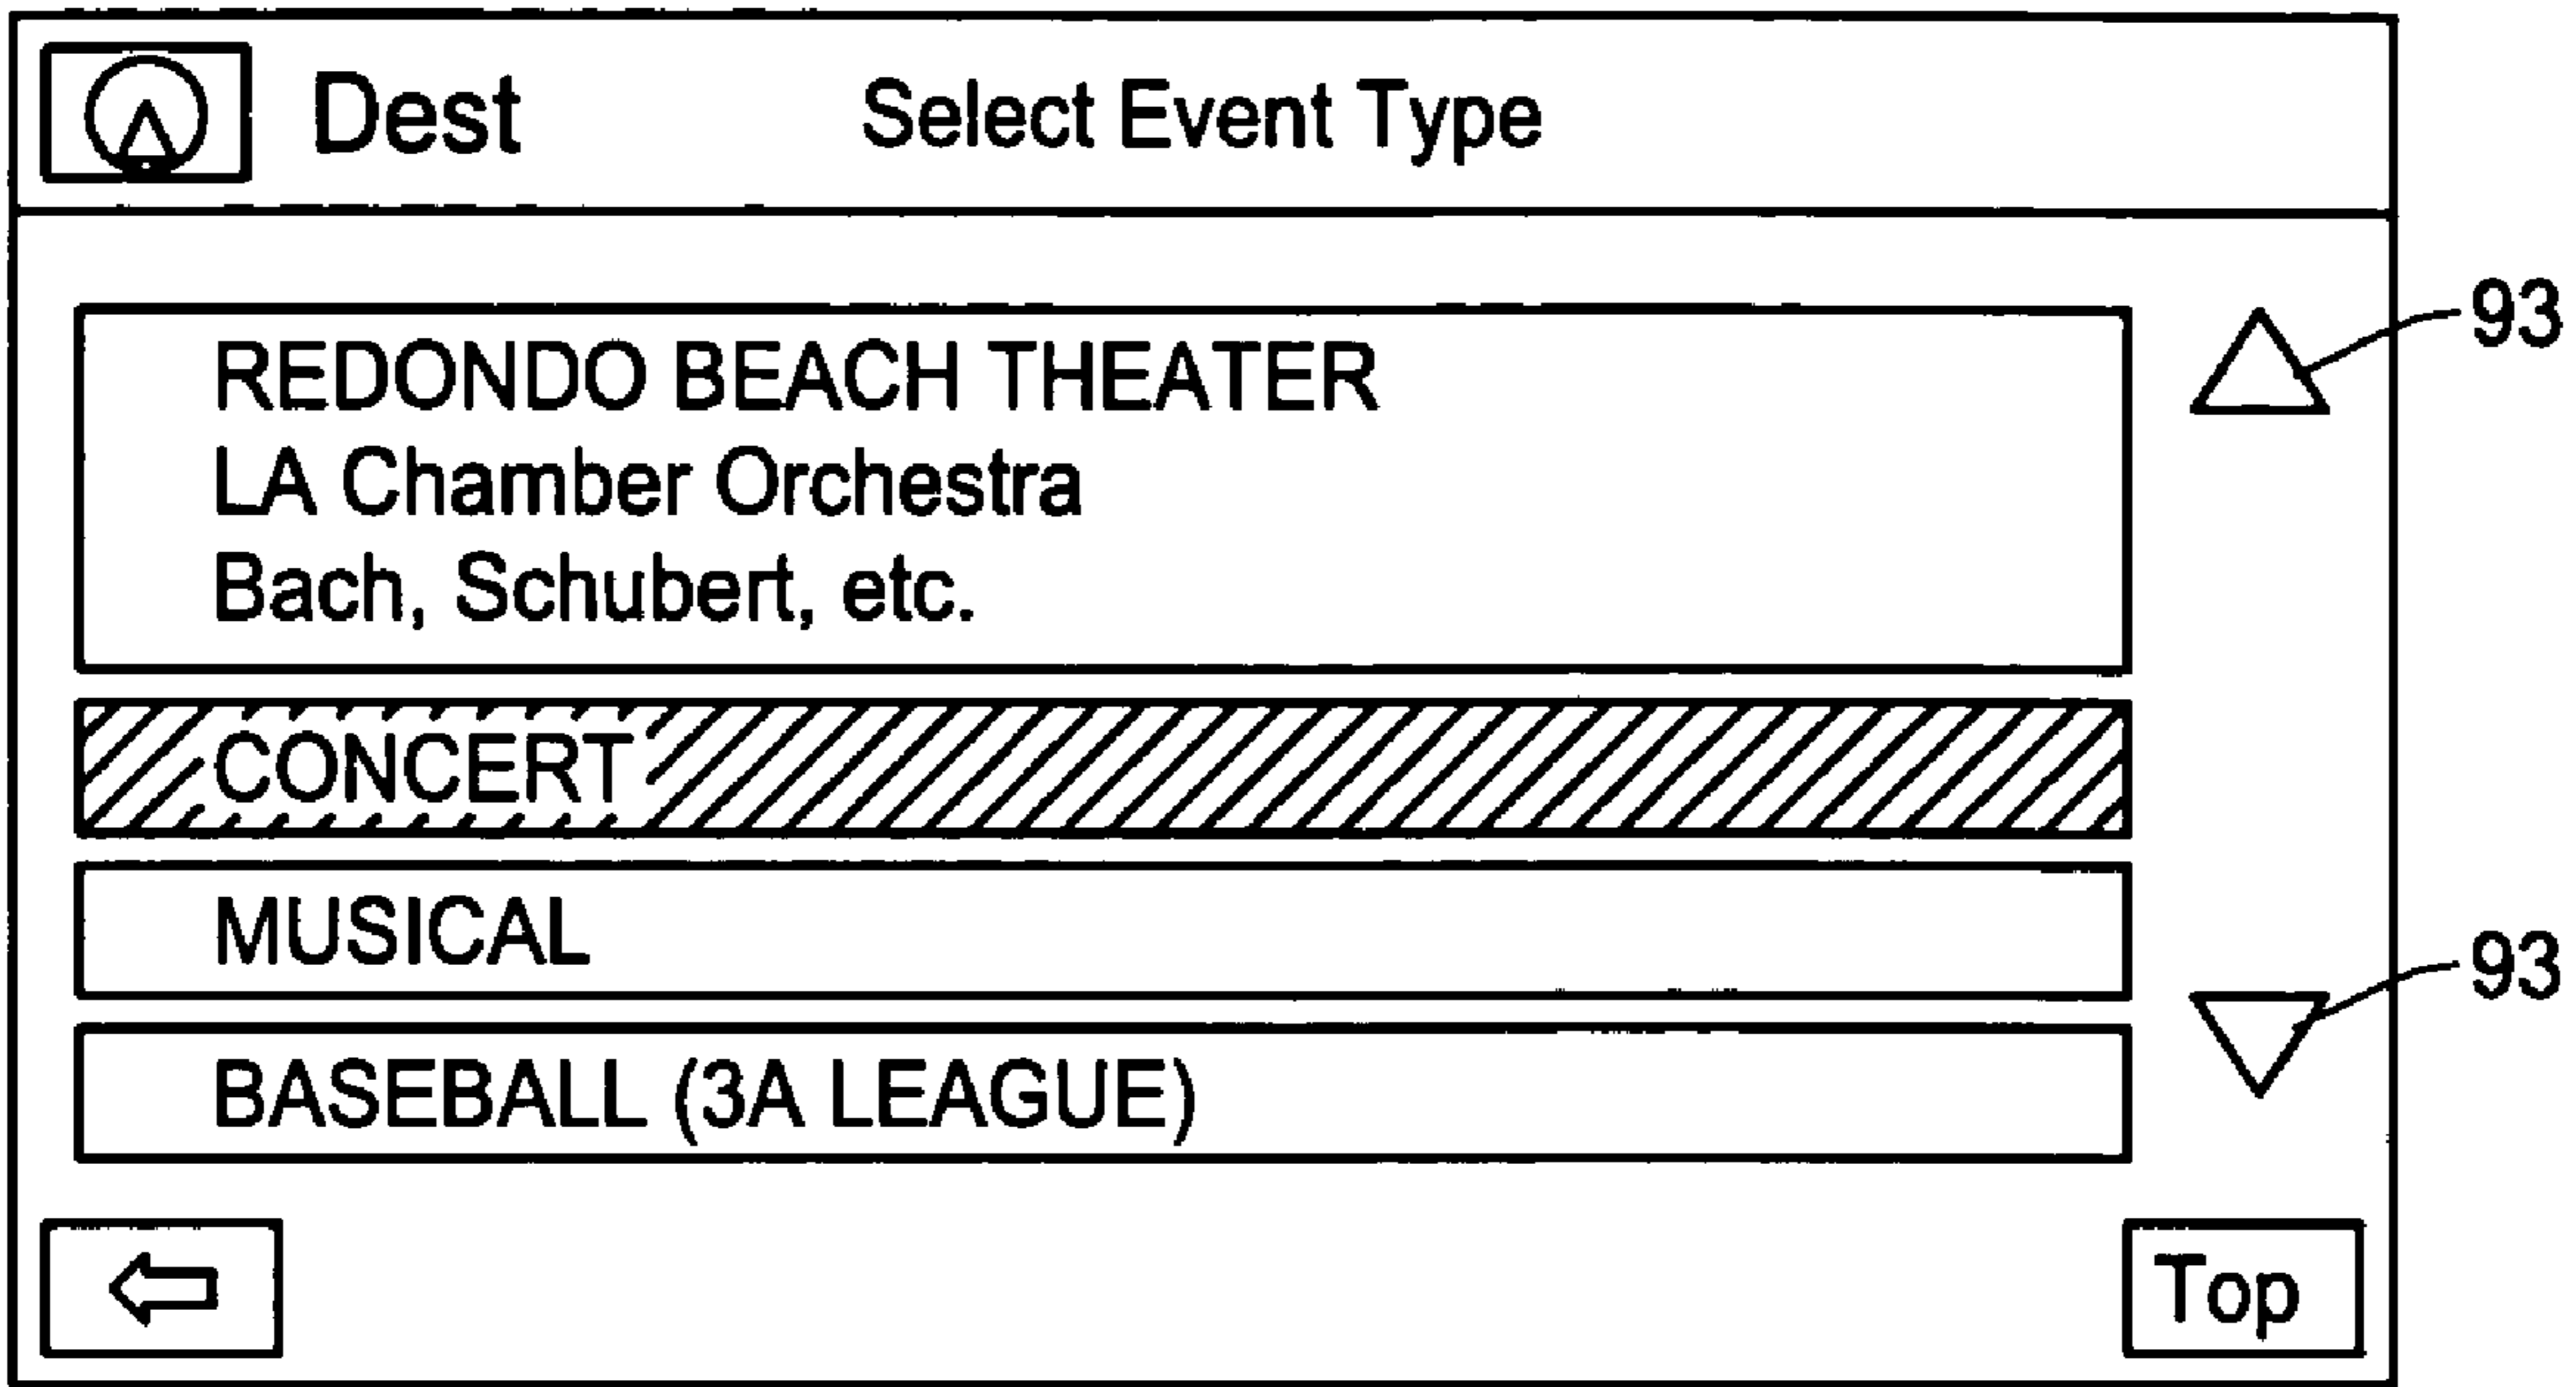 Dest Select Event Type
REDONDO BEACH THEATER
LA Chamber Orchestra
Bach, Schubert, etc.
CONCERT
MUSICAL
BASEBALL (3A LEAGUE)
Top
93
93